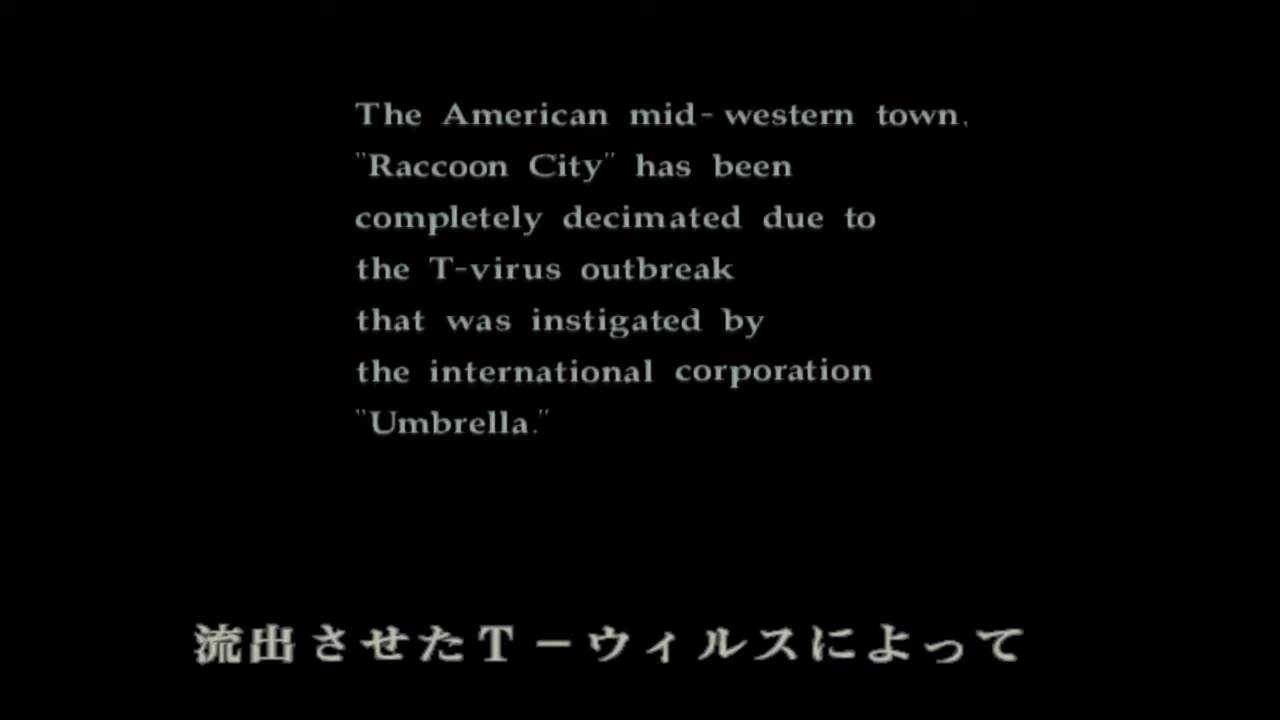 The American mid-western town,
"Raccoon City" has been
completely decimated due to
the T-virus outbreak
that was instigated by
the international corporation
"Umbrella."
流出させたT－ウィルスによって